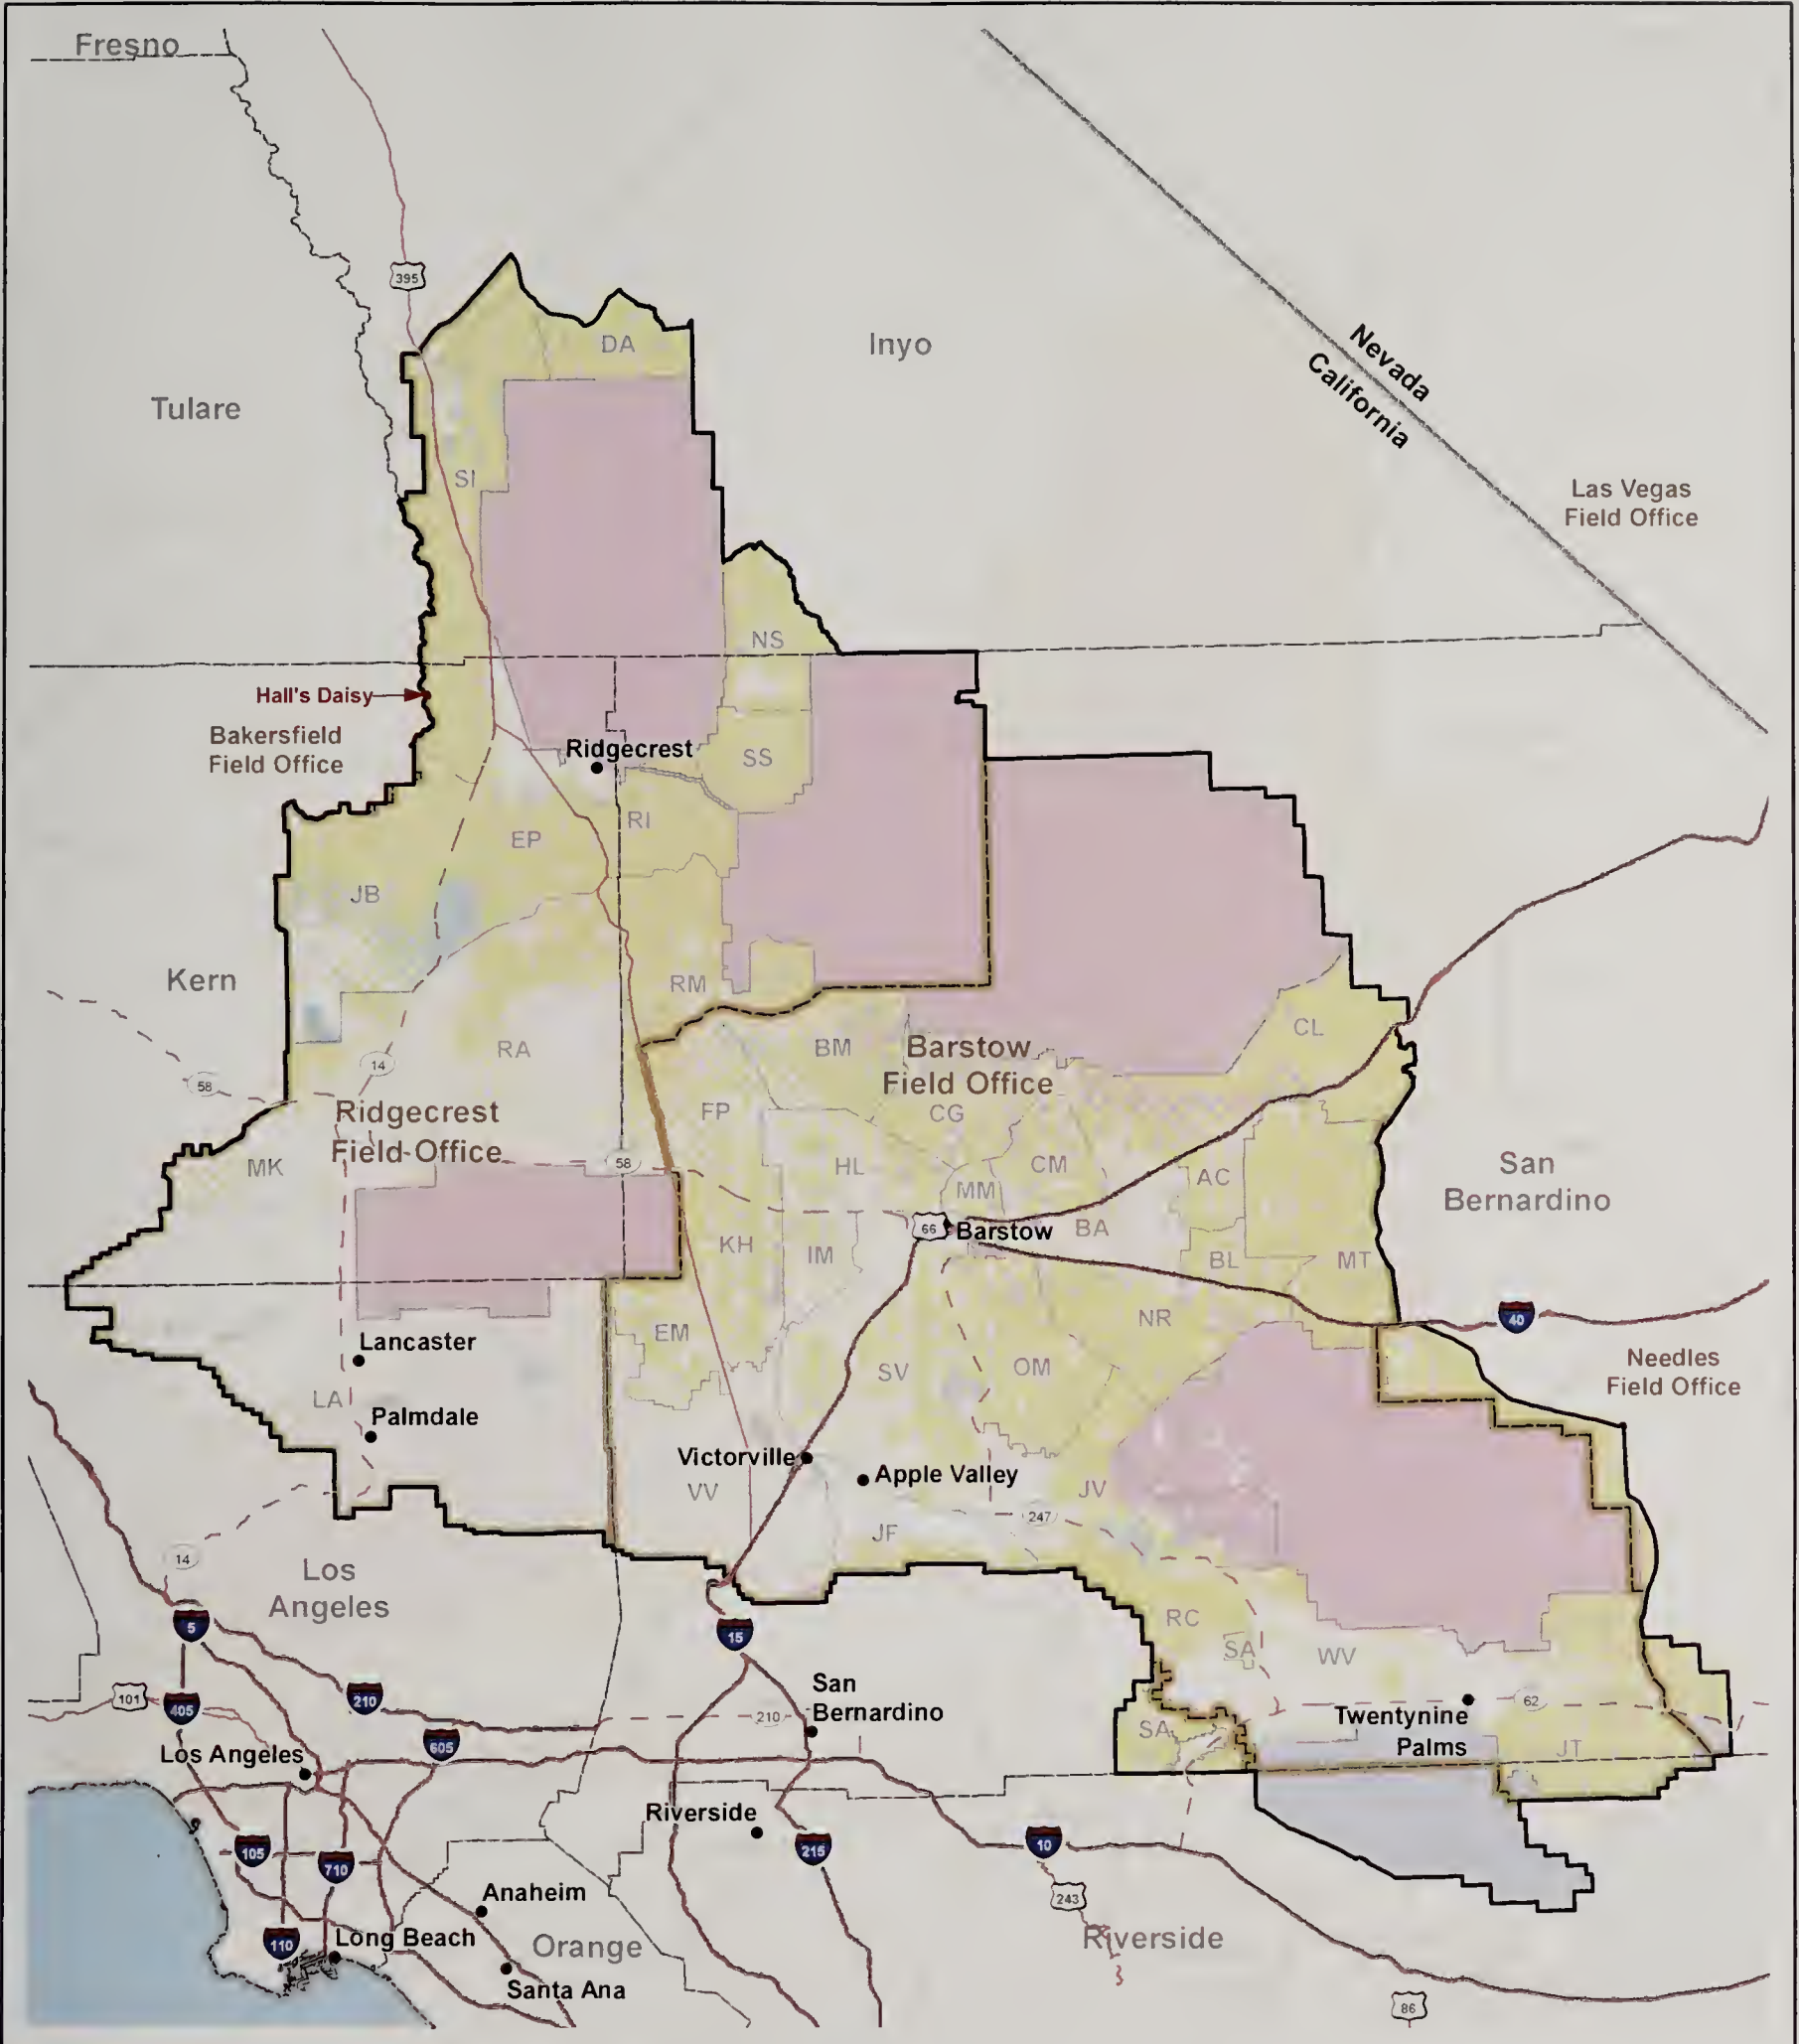 Fresno
395
DA
Inyo
Nevada
California
Tulare
SI
Las Vegas
Field Office
NS
Hall's Daisy
Bakersfield
Field Office
Ridgecrest
SS
RI
EP
JB
Kern
RM
CL
BM
Barstow
Field Office
RA
14
58
FP
CG
Ridgecrest
Field Office
MK
58
HL
CM
AC
MM
San
Bernardino
66
Barstow
BA
KH
IM
BL
MT
NR
40
EM
Lancaster
SV
OM
Needles
Field Office
LA
Palmdale
Victorville
Apple Valley
VV
JV
247
JF
14
Los
Angeles
RC
5
15
SA
WV
San
Bernardino
101
405
210
210
62
Twentynine
Palms
SA
605
Los Angeles
JT
Riverside
105
710
215
10
Anaheim
243
110
Long Beach
Orange
Riverside
Santa Ana
86